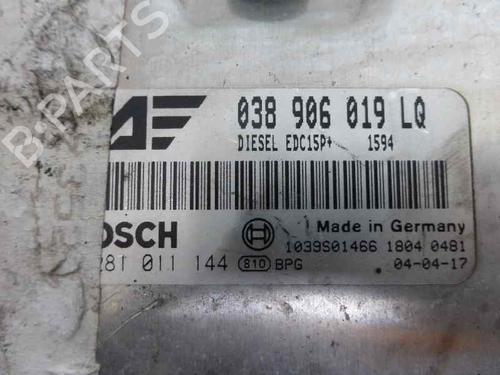 038 906 019 LQ
DIESEL EDC15P+ 1594
OSCH
Made in Germany
1039S01466 1804 0481
281 011 144 810 BPG 04-04-17
B-PARTS